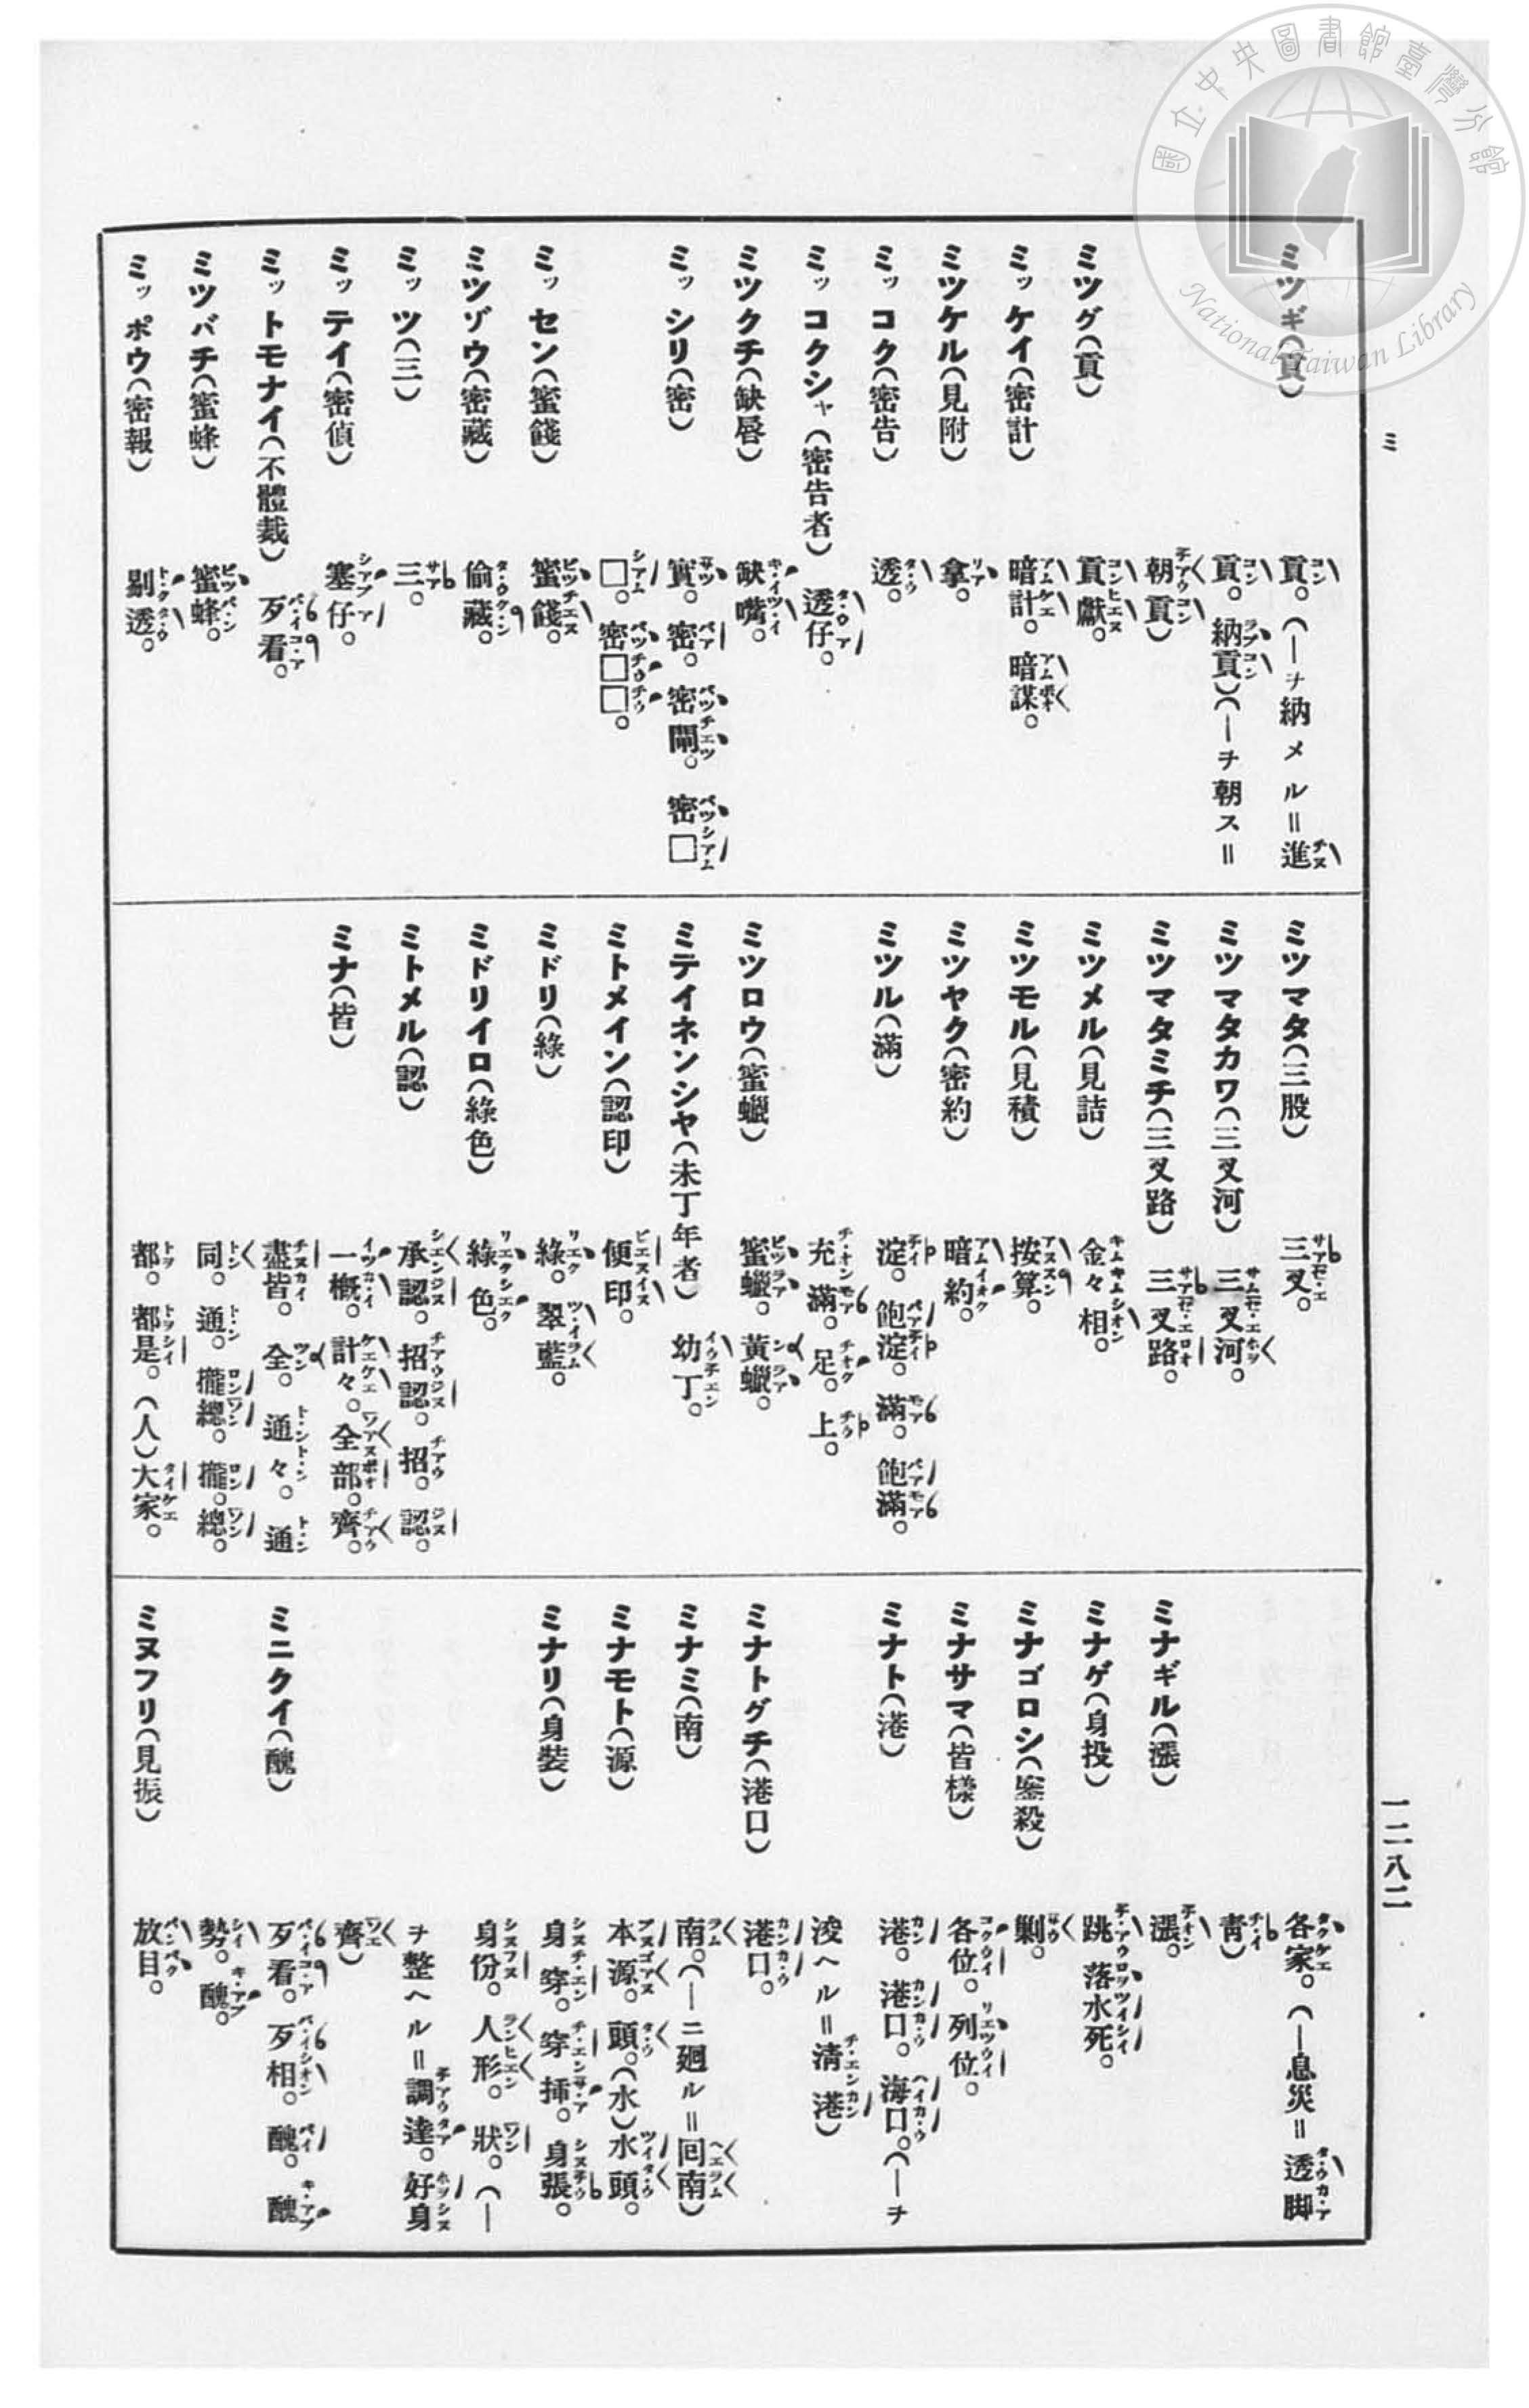 國立中央圖書館臺灣分館
National Taiwan Library
ミ
一二八二
ミツギ(貢) 貢。(—ヲ納メル=進
貢。納貢)(—ヲ朝ス=
朝貢)
ミツグ(貢) 貢獻。
ミッケイ(密計) 暗計。暗謀。
ミツケル(見附) 拿。
ミッコク(密告) 透。
ミッコクシャ(密告者) 透仔。
ミツクチ(缺唇) 缺嘴。
ミッシリ(密) 實。密。密閘。密□
□。密□□。
ミッセン(蜜餞) 蜜餞。
ミツゾウ(密藏) 偷藏。
ミッツ(三) 三。
ミッテイ(密偵) 塞仔。
ミットモナイ(不體裁) 歹看。
ミツバチ(蜜蜂) 蜜蜂。
ミッポウ(密報) 剔透。
ミツマタ(三股) 三叉。
ミツマタカワ(三叉河) 三叉河。
ミツマタミチ(三叉路) 三叉路。
ミツメル(見詰) 金々相。
ミツモル(見積) 按算。
ミツヤク(密約) 暗約。
ミツル(滿) 淀。飽淀。滿。飽滿。
充滿。足。上。
ミツロウ(蜜蠟) 蜜蠟。黃蠟。
ミテイネンシヤ(未丁年者) 幼丁。
ミトメイン(認印) 便印。
ミドリ(綠) 綠。翠藍。
ミドリイロ(綠色) 綠色。
ミトメル(認) 承認。招認。招。認。
ミナ(皆) 一概。計々。全部。齊。
盡皆。全。通々。通
同。通。攏總。攏。總。
都。都是。(人)大家。
各家。(—息災=透脚
靑)
ミナギル(漲) 漲。
ミナゲ(身投) 跳落水死。
ミナゴロシ(鏖殺) 剿。
ミナサマ(皆樣) 各位。列位。
ミナト(港) 港。港口。海口。(—ヲ
浚ヘル=清港)
ミナトグチ(港口) 港口。
ミナミ(南) 南。(—ニ廻ル=回南)
ミナモト(源) 本源。頭。(水)水頭。
ミナリ(身裝) 身穿。穿揷。身張。
身份。人形。狀。(—
ヲ整ヘル=調達。好身
齊)
ミニクイ(醜) 歹看。歹相。醜。醜
勢。醜。
ミヌフリ(見振) 放目。